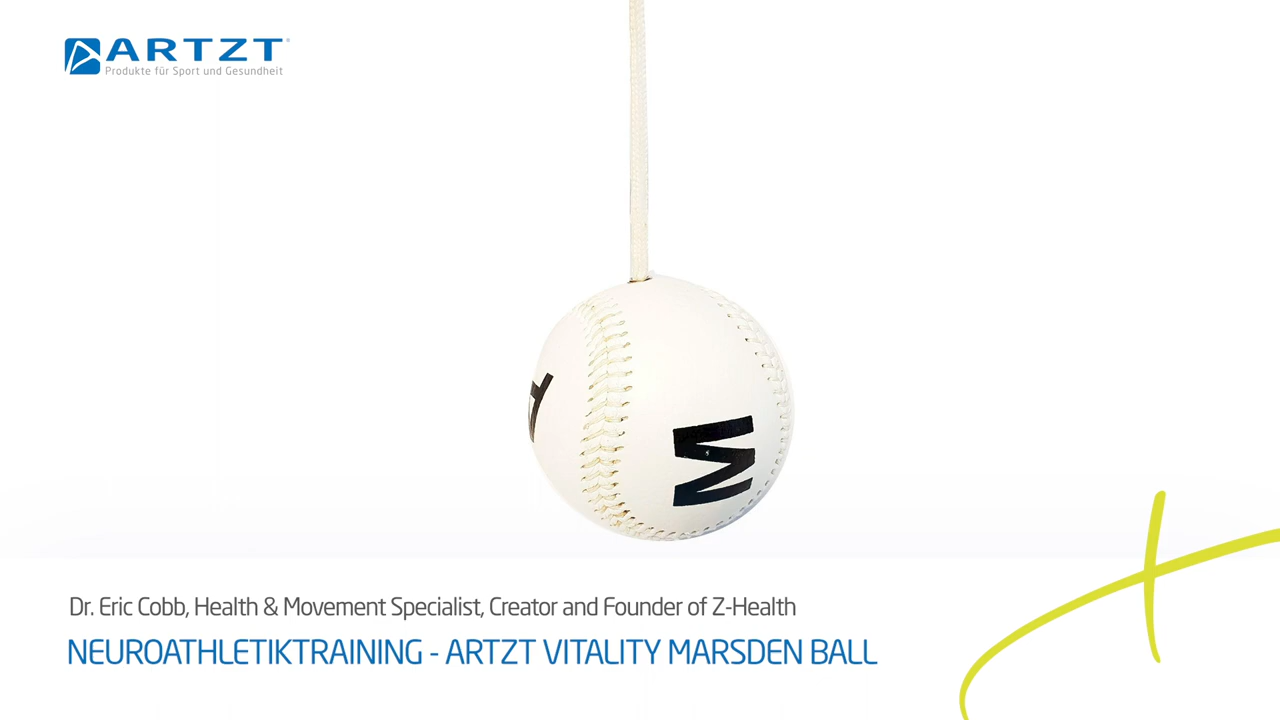 ARTZT®
Produkte für Sport und Gesundheit
M
Dr. Eric Cobb, Health & Movement Specialist, Creator and Founder of Z-Health
NEUROATHLETIKTRAINING - ARTZT VITALITY MARSDEN BALL